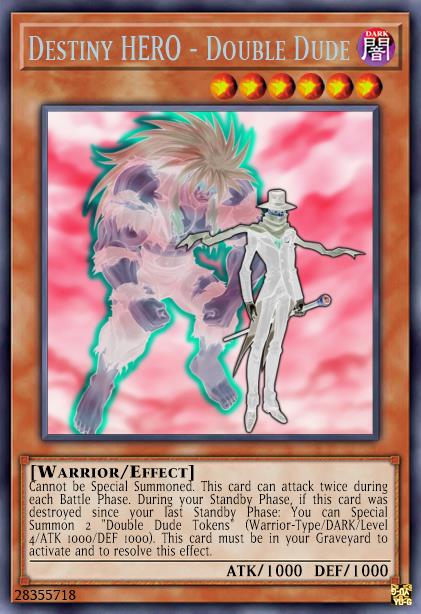 Destiny HERO - Double Dude
DARK
闇
[Warrior/Effect]
Cannot be Special Summoned. This card can attack twice during
each Battle Phase. During your Standby Phase, if this card was
destroyed since your last Standby Phase: You can Special
Summon 2 "Double Dude Tokens" (Warrior-Type/DARK/Level
4/ATK 1000/DEF 1000). This card must be in your Graveyard to
activate and to resolve this effect.
ATK/1000 DEF/1000
28355718